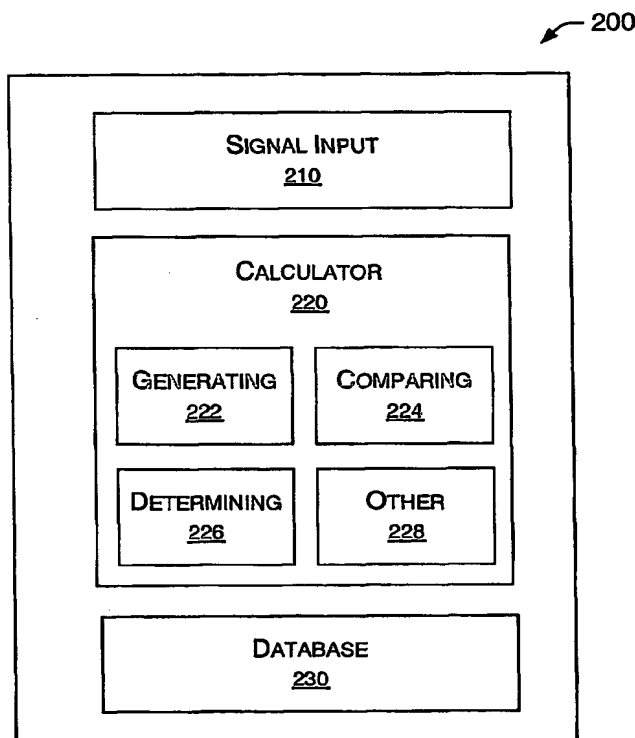 200
SIGNAL INPUT
210
CALCULATOR
220
GENERATING
222
COMPARING
224
DETERMINING
226
OTHER
228
DATABASE
230